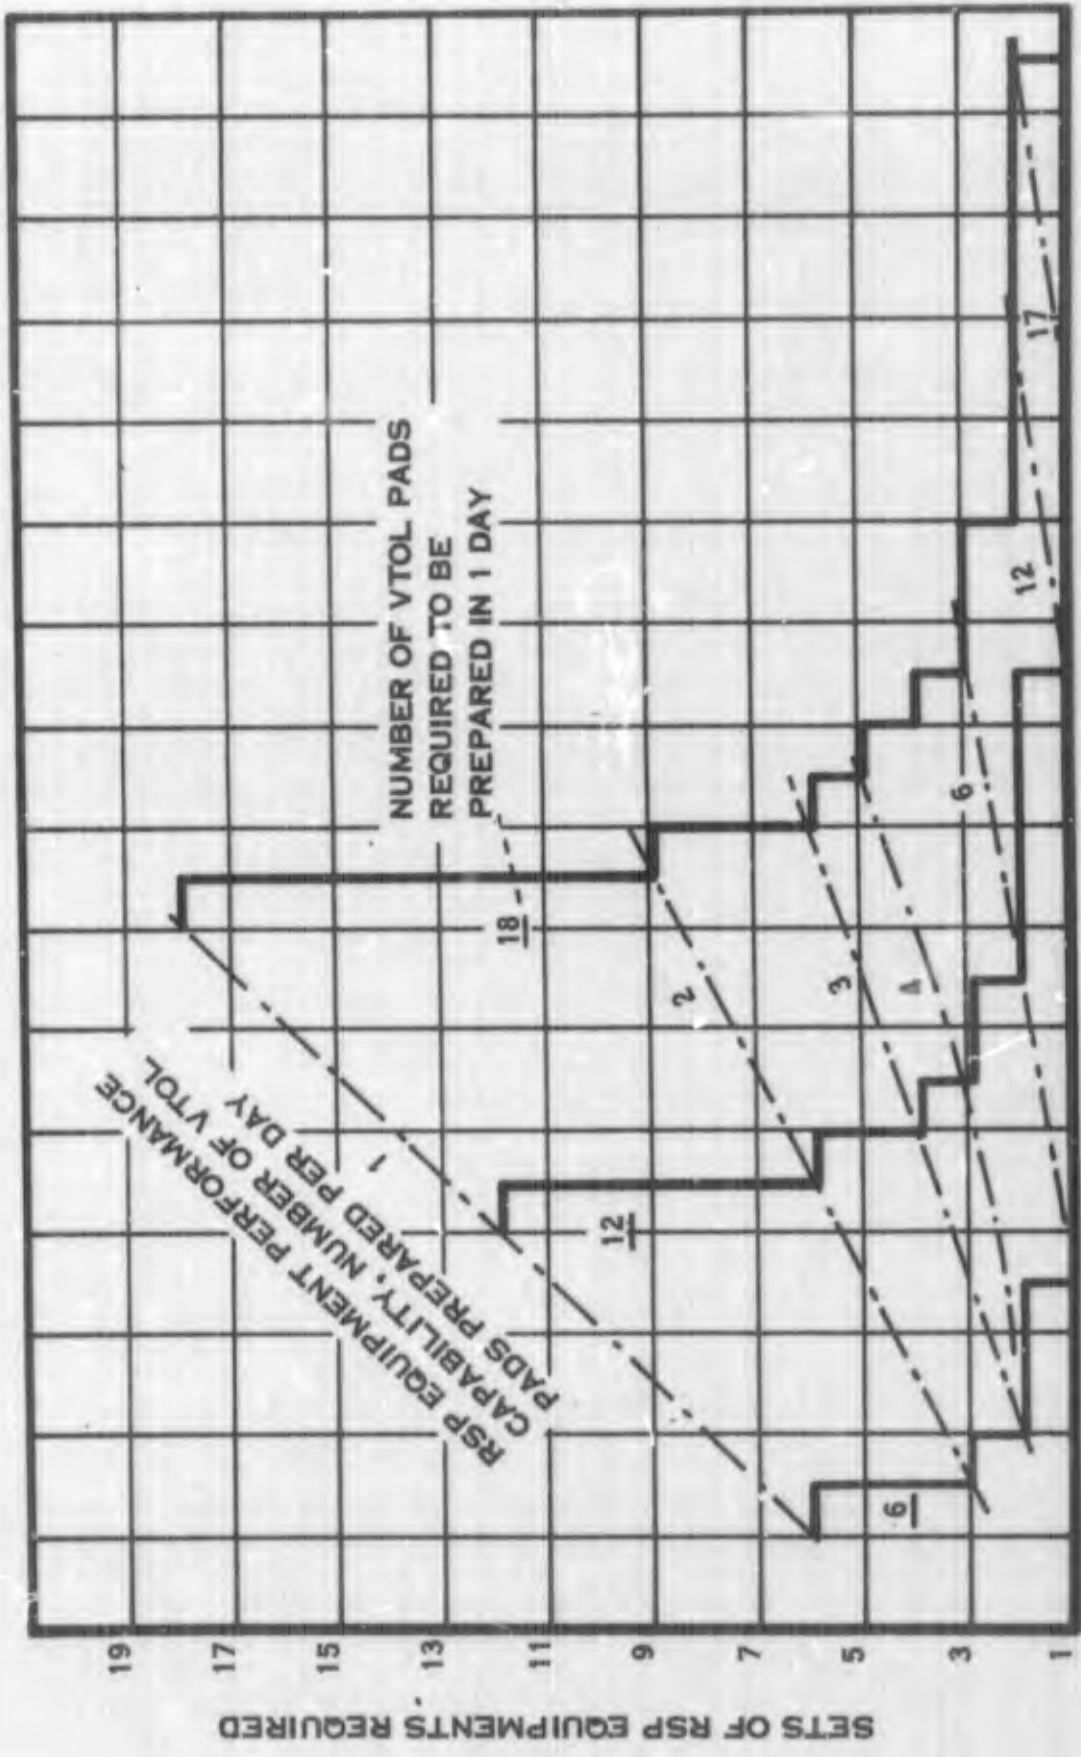 SETS OF RSP EQUIPMENTS REQUIRED
19
17
15
13
11
9
7
5
3
1
RSP EQUIPMENT PERFORMANCE
CAPABILITY, NUMBER OF VTOL
PADS PREPARED PER DAY
1
NUMBER OF VTOL PADS
REQUIRED TO BE
PREPARED IN 1 DAY
18
12
6
2
3
4
6
12
17